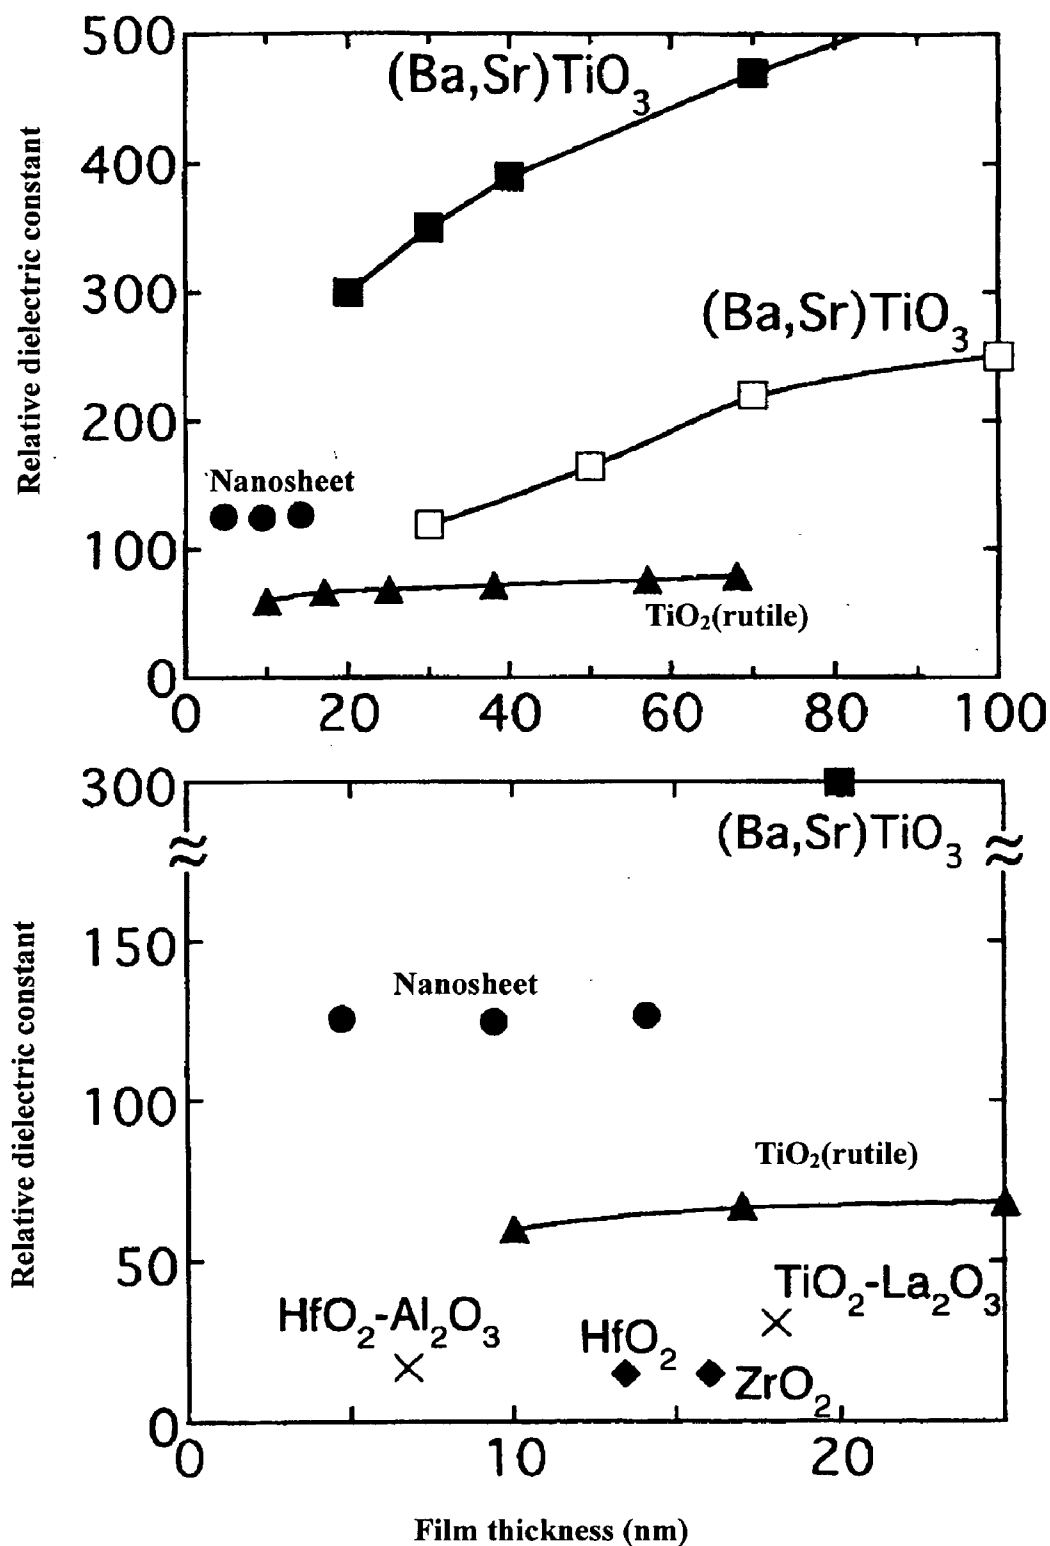 500
(Ba,Sr)TiO₃
400
300
(Ba,Sr)TiO₃
200
Nanosheet
100
TiO₂(rutile)
0
0 20 40 60 80 100
Relative dielectric constant
300
(Ba,Sr)TiO₃
150
Nanosheet
100
TiO₂(rutile)
50
TiO₂-La₂O₃
HfO₂-Al₂O₃
HfO₂
ZrO₂
0
0 10 20
Relative dielectric constant
Film thickness (nm)